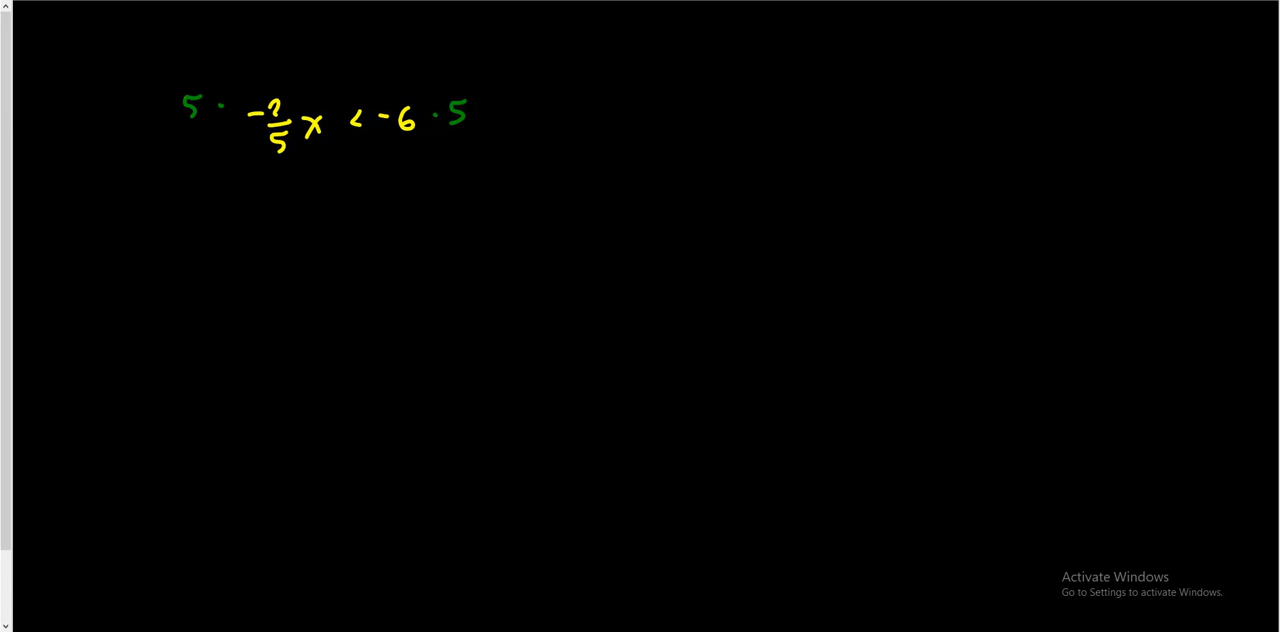 5 · -2/5 x < -6 · 5
Activate Windows
Go to Settings to activate Windows.